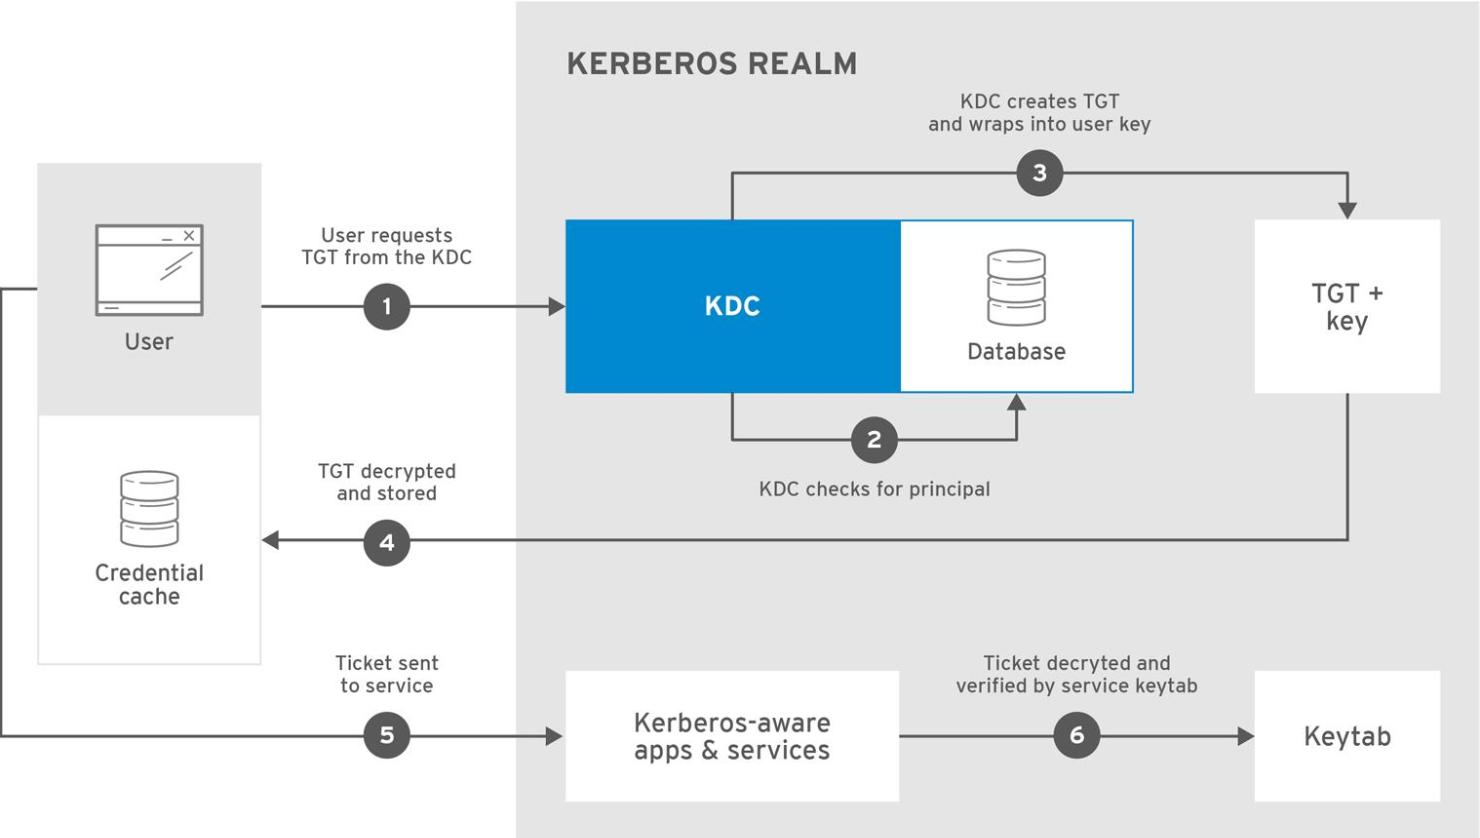 KERBEROS REALM
KDC creates TGT
and wraps into user key
3
User requests
TGT from the KDC
1
User
KDC
Database
TGT +
key
2
KDC checks for principal
TGT decrypted
and stored
4
Credential
cache
Ticket sent
to service
5
Kerberos-aware
apps & services
Ticket decryted and
verified by service keytab
6
Keytab